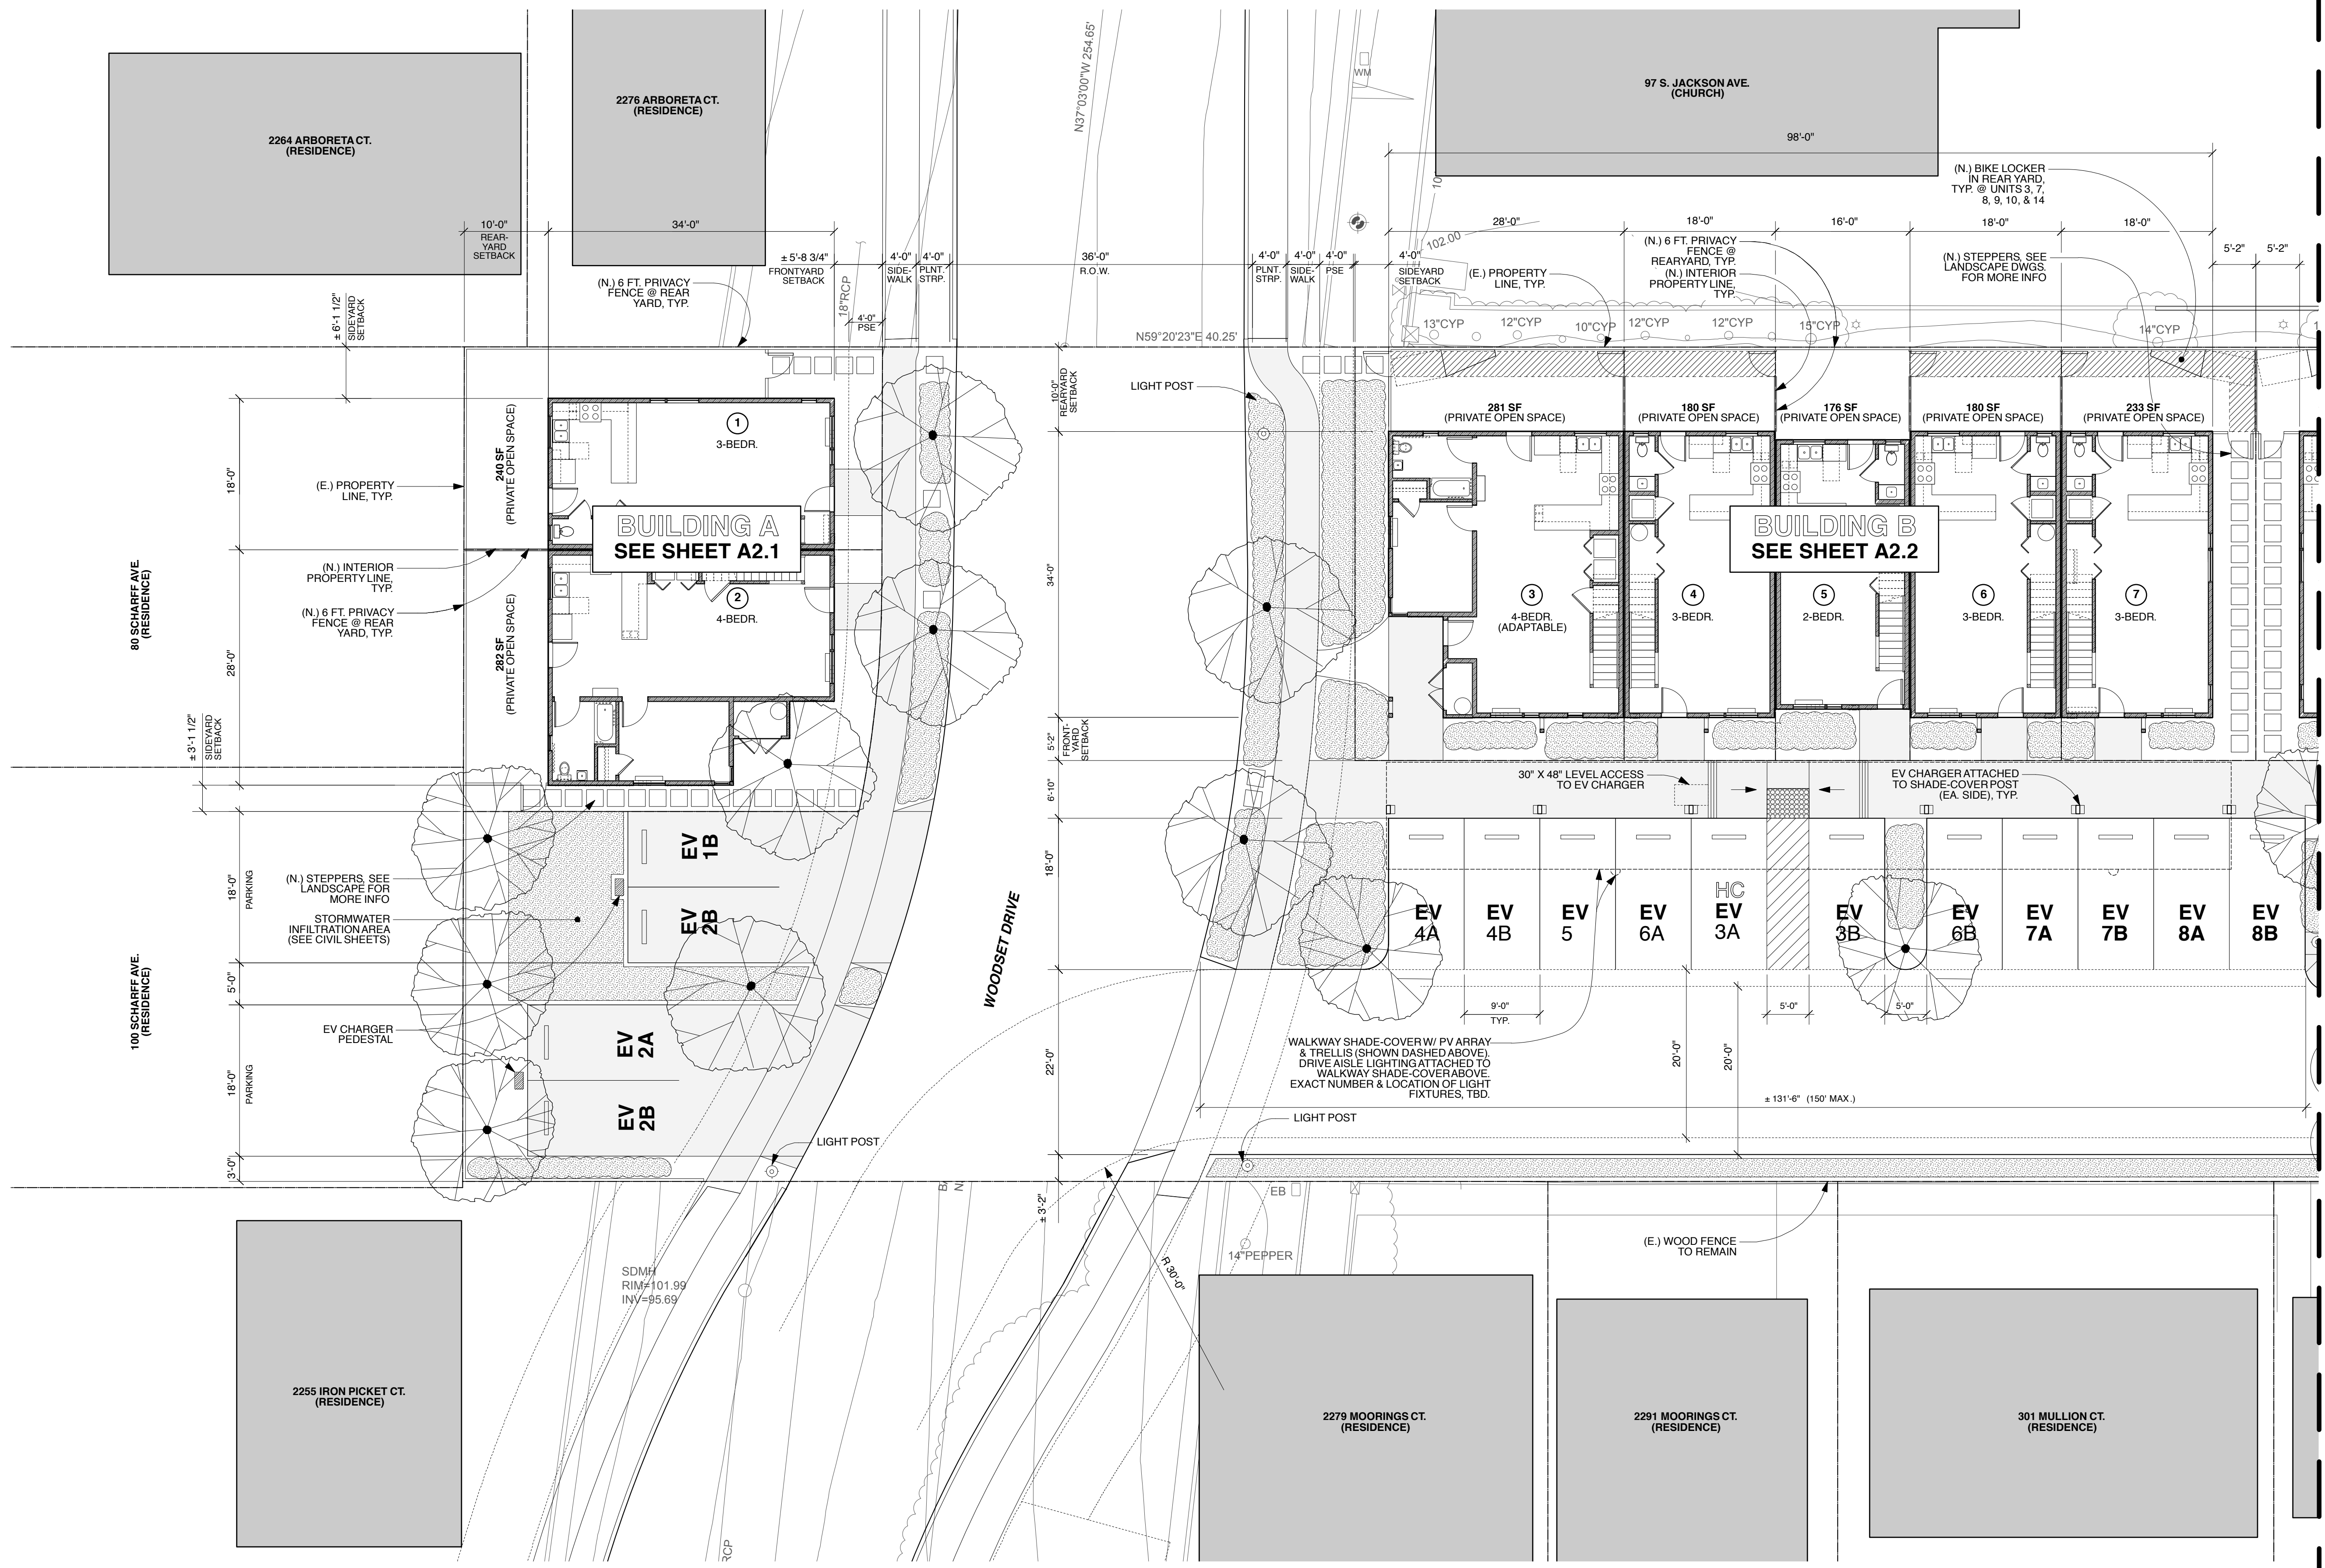 2264 ARBORETA CT.
(RESIDENCE)
2276 ARBORETA CT.
(RESIDENCE)
97 S. JACKSON AVE.
(CHURCH)
N37°03'00"W 254.65'
WM
98'-0"
(N.) BIKE LOCKER
IN REAR YARD,
TYP. @ UNITS 3, 7,
8, 9, 10, & 14
10'-0"
REAR-
YARD
SETBACK
34'-0"
± 5'-8 3/4"
FRONTYARD
SETBACK
4'-0"
SIDE-
WALK
4'-0"
PLNT.
STRP.
36'-0"
R.O.W.
4'-0"
PLNT.
STRP.
4'-0"
SIDE-
WALK
4'-0"
PSE
4'-0"
SIDEYARD
SETBACK
102.00
10
28'-0"
18'-0"
16'-0"
18'-0"
18'-0"
5'-2"
5'-2"
(N.) 6 FT. PRIVACY
FENCE @
REARYARD, TYP.
(N.) INTERIOR
PROPERTY LINE,
TYP.
(E.) PROPERTY
LINE, TYP.
(N.) STEPPERS, SEE
LANDSCAPE DWGS.
FOR MORE INFO
(N.) 6 FT. PRIVACY
FENCE @ REAR
YARD, TYP.
18"RCP
4'-0"
PSE
± 6'-1 1/2"
SIDEYARD
SETBACK
N59°20'23"E 40.25'
13"CYP
12"CYP
10"CYP
12"CYP
12"CYP
15"CYP
14"CYP
1
LIGHT POST
10'-0"
REARYARD
SETBACK
281 SF
(PRIVATE OPEN SPACE)
180 SF
(PRIVATE OPEN SPACE)
176 SF
(PRIVATE OPEN SPACE)
180 SF
(PRIVATE OPEN SPACE)
233 SF
(PRIVATE OPEN SPACE)
240 SF
(PRIVATE OPEN SPACE)
1
3-BEDR.
18'-0"
(E.) PROPERTY
LINE, TYP.
BUILDING A
SEE SHEET A2.1
BUILDING B
SEE SHEET A2.2
80 SCHARFF AVE.
(RESIDENCE)
(N.) INTERIOR
PROPERTY LINE,
TYP.
(N.) 6 FT. PRIVACY
FENCE @ REAR
YARD, TYP.
282 SF
(PRIVATE OPEN SPACE)
2
4-BEDR.
34'-0"
3
4-BEDR.
(ADAPTABLE)
4
3-BEDR.
5
2-BEDR.
6
3-BEDR.
7
3-BEDR.
28'-0"
± 3'-1 1/2"
SIDEYARD
SETBACK
5'-2"
FRONT-
YARD
SETBACK
6'-10"
30" X 48" LEVEL ACCESS
TO EV CHARGER
EV CHARGER ATTACHED
TO SHADE-COVER POST
(EA. SIDE), TYP.
EV
1B
EV
2B
18'-0"
PARKING
(N.) STEPPERS, SEE
LANDSCAPE FOR
MORE INFO
STORMWATER
INFILTRATION AREA
(SEE CIVIL SHEETS)
WOODSET DRIVE
18'-0"
EV
4A
EV
4B
EV
5
EV
6A
HC
EV
3A
EV
3B
EV
6B
EV
7A
EV
7B
EV
8A
EV
8B
100 SCHARFF AVE.
(RESIDENCE)
5'-0"
EV CHARGER
PEDESTAL
18'-0"
PARKING
EV
2A
EV
2B
9'-0"
TYP.
5'-0"
5'-0"
WALKWAY SHADE-COVER W/ PV ARRAY
& TRELLIS (SHOWN DASHED ABOVE).
DRIVE AISLE LIGHTING ATTACHED TO
WALKWAY SHADE-COVER ABOVE.
EXACT NUMBER & LOCATION OF LIGHT
FIXTURES, TBD.
22'-0"
20'-0"
20'-0"
± 131'-6" (150' MAX.)
LIGHT POST
LIGHT POST
3'-0"
± 3'-2"
EB
14"PEPPER
R 30'-0"
(E.) WOOD FENCE
TO REMAIN
SDMH
RIM=101.99
INV=95.69
2255 IRON PICKET CT.
(RESIDENCE)
2279 MOORINGS CT.
(RESIDENCE)
2291 MOORINGS CT.
(RESIDENCE)
301 MULLION CT.
(RESIDENCE)
RCP